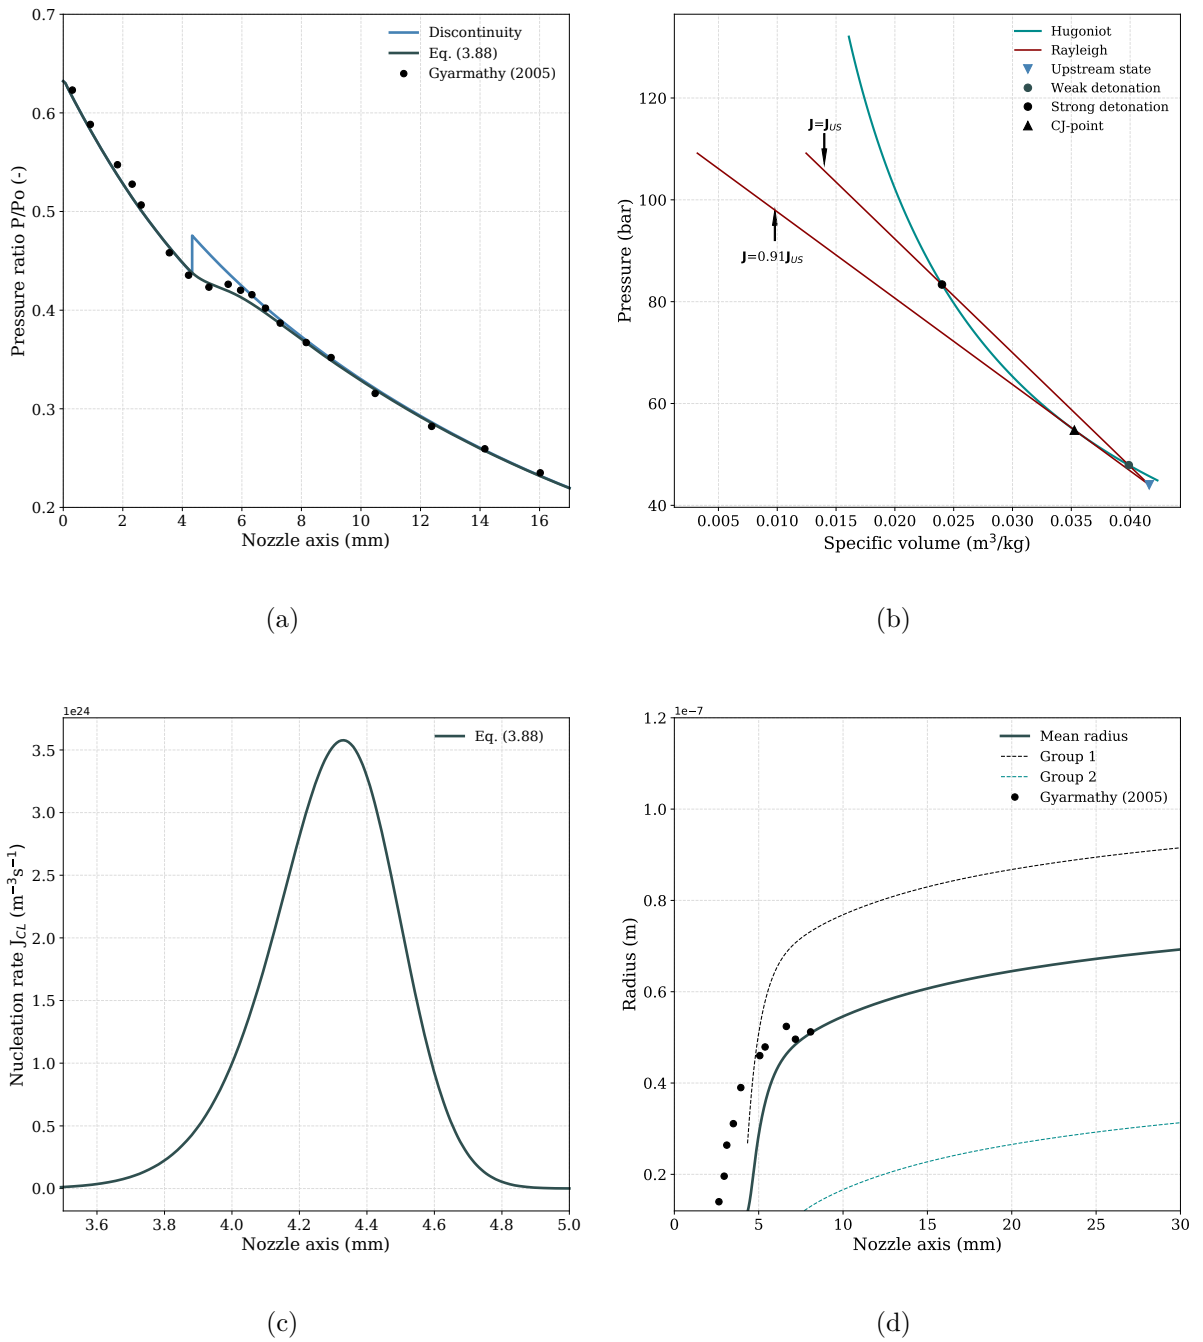 0.7
0.6
0.5
0.4
0.3
0.2
Pressure ratio P/Po (-)
Discontinuity
Eq. (3.88)
Gyarmathy (2005)
0 2 4 6 8 10 12 14 16
Nozzle axis (mm)
(a)
120
100
80
60
40
Pressure (bar)
Hugoniot
Rayleigh
Upstream state
Weak detonation
Strong detonation
CJ-point
J=J_US
J=0.91J_US
0.005 0.010 0.015 0.020 0.025 0.030 0.035 0.040
Specific volume (m³/kg)
(b)
1e24
3.5
3.0
2.5
2.0
1.5
1.0
0.5
0.0
Nucleation rate J_CL (m⁻³s⁻¹)
Eq. (3.88)
3.6 3.8 4.0 4.2 4.4 4.6 4.8 5.0
Nozzle axis (mm)
(c)
1e−7
1.2
1.0
0.8
0.6
0.4
0.2
Radius (m)
Mean radius
Group 1
Group 2
Gyarmathy (2005)
0 5 10 15 20 25 30
Nozzle axis (mm)
(d)